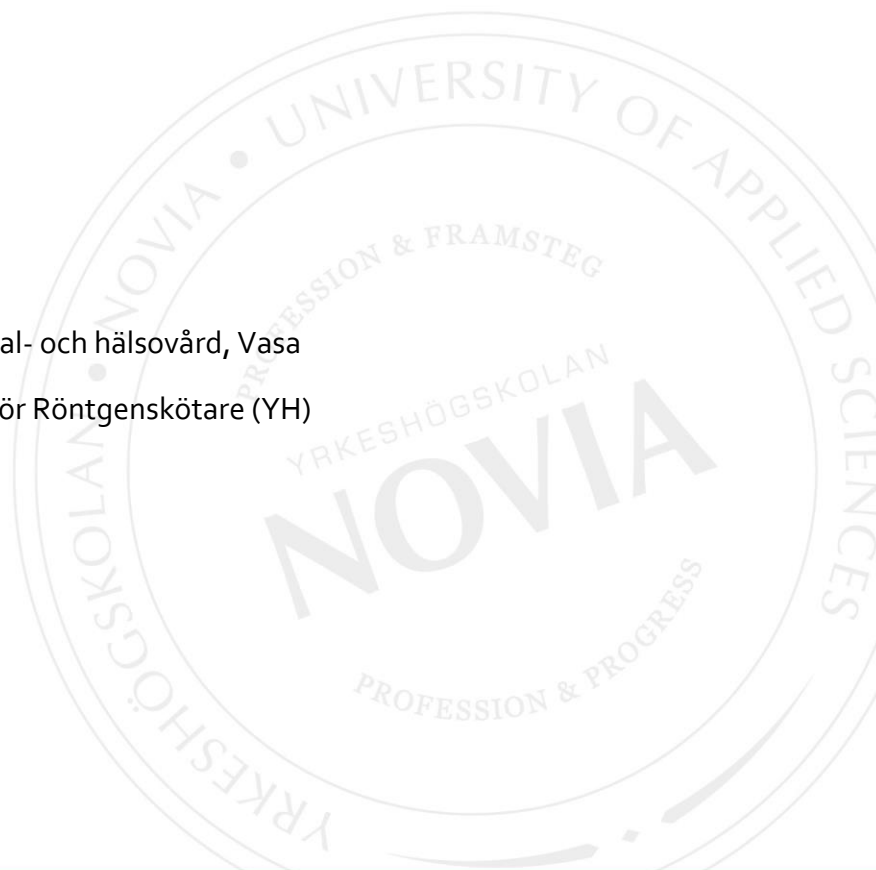 UNIVERSITY OF APPLIED SCIENCES
YRKESHÖGSKOLAN • NOVIA •
PROFESSION & FRAMSTEG
al- och hälsovård, Vasa
ör Röntgenskötare (YH)
YRKESHÖGSKOLAN
NOVIA
PROFESSION & PROGRESS